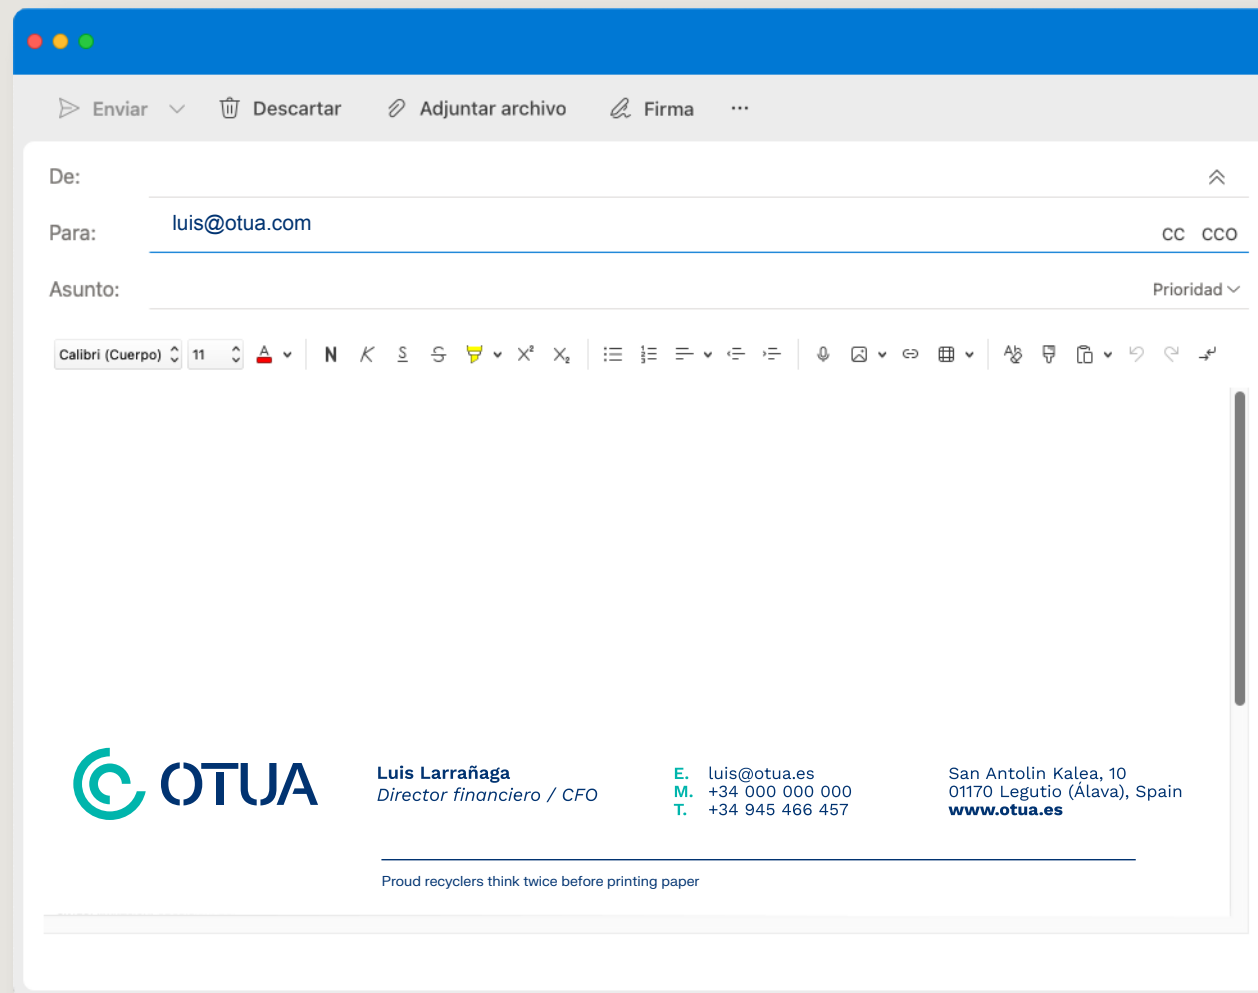 Enviar Descartar Adjuntar archivo Firma ...
De:
Para: luis@otua.com CC CCO
Asunto: Prioridad
Calibri (Cuerpo) 11 A N K S S X² X₂
OTUA
Luis Larrañaga
Director financiero / CFO
E. luis@otua.es
M. +34 000 000 000
T. +34 945 466 457
San Antolin Kalea, 10
01170 Legutio (Álava), Spain
www.otua.es
Proud recyclers think twice before printing paper